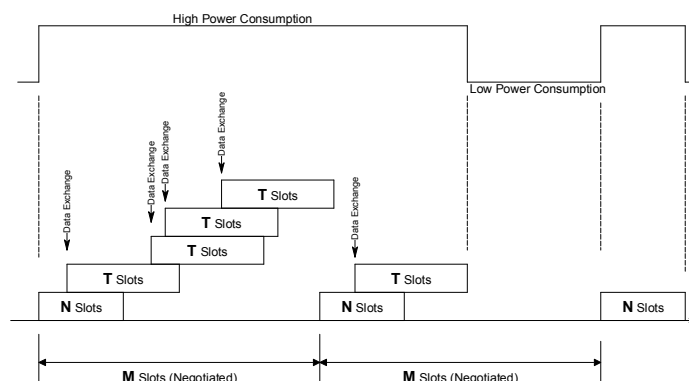 High Power Consumption
Low Power Consumption
Data Exchange
Data Exchange
Data Exchange
Data Exchange
Data Exchange
T Slots
T Slots
T Slots
T Slots
T Slots
N Slots
N Slots
N Slots
M Slots (Negotiated)
M Slots (Negotiated)